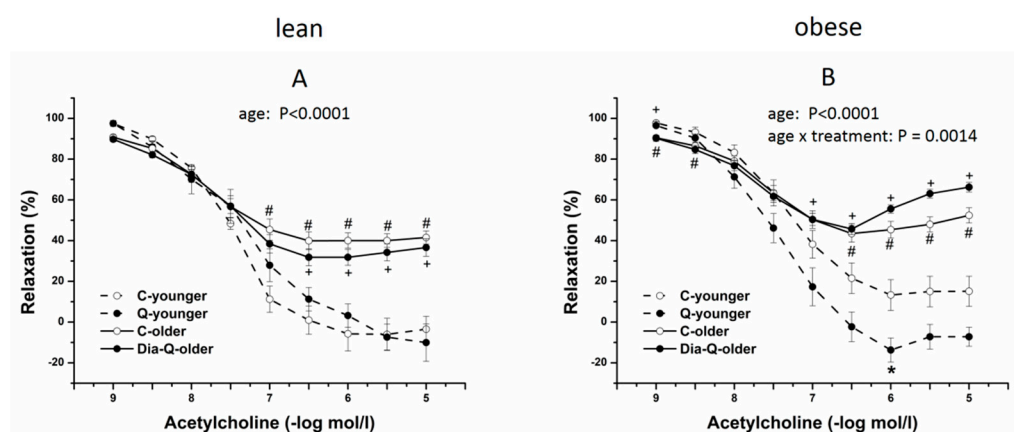 lean
obese
A
B
age: P<0.0001
age: P<0.0001
age x treatment: P = 0.0014
Relaxation (%)
100
80
60
40
20
0
-20
# # # # #
+ + + +
C-younger
Q-younger
C-older
Dia-Q-older
9 8 7 6 5
Acetylcholine (-log mol/l)
Relaxation (%)
100
80
60
40
20
0
-20
+ + + + + +
# # # # # #
*
C-younger
Q-younger
C-older
Dia-Q-older
9 8 7 6 5
Acetylcholine (-log mol/l)